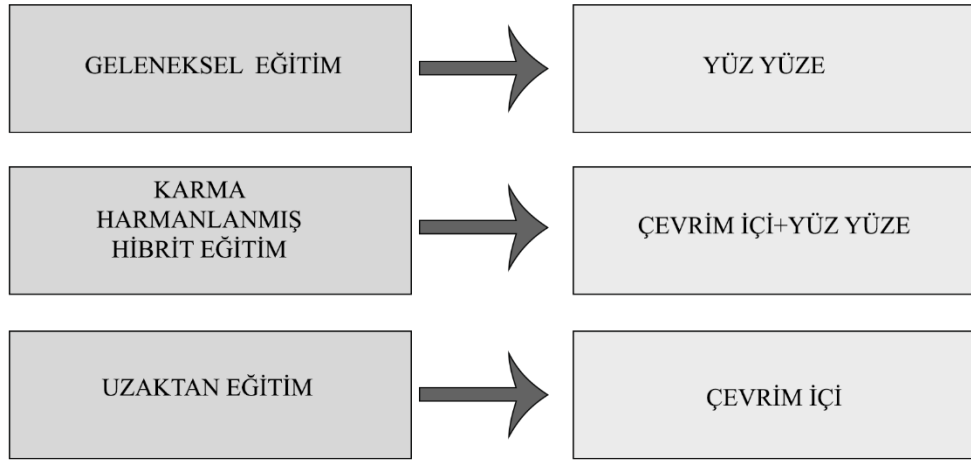 GELENEKSEL EĞİTİM
YÜZ YÜZE
KARMA
HARMANLANMIŞ
HİBRİT EĞİTİM
ÇEVRİM İÇİ+YÜZ YÜZE
UZAKTAN EĞİTİM
ÇEVRİM İÇİ